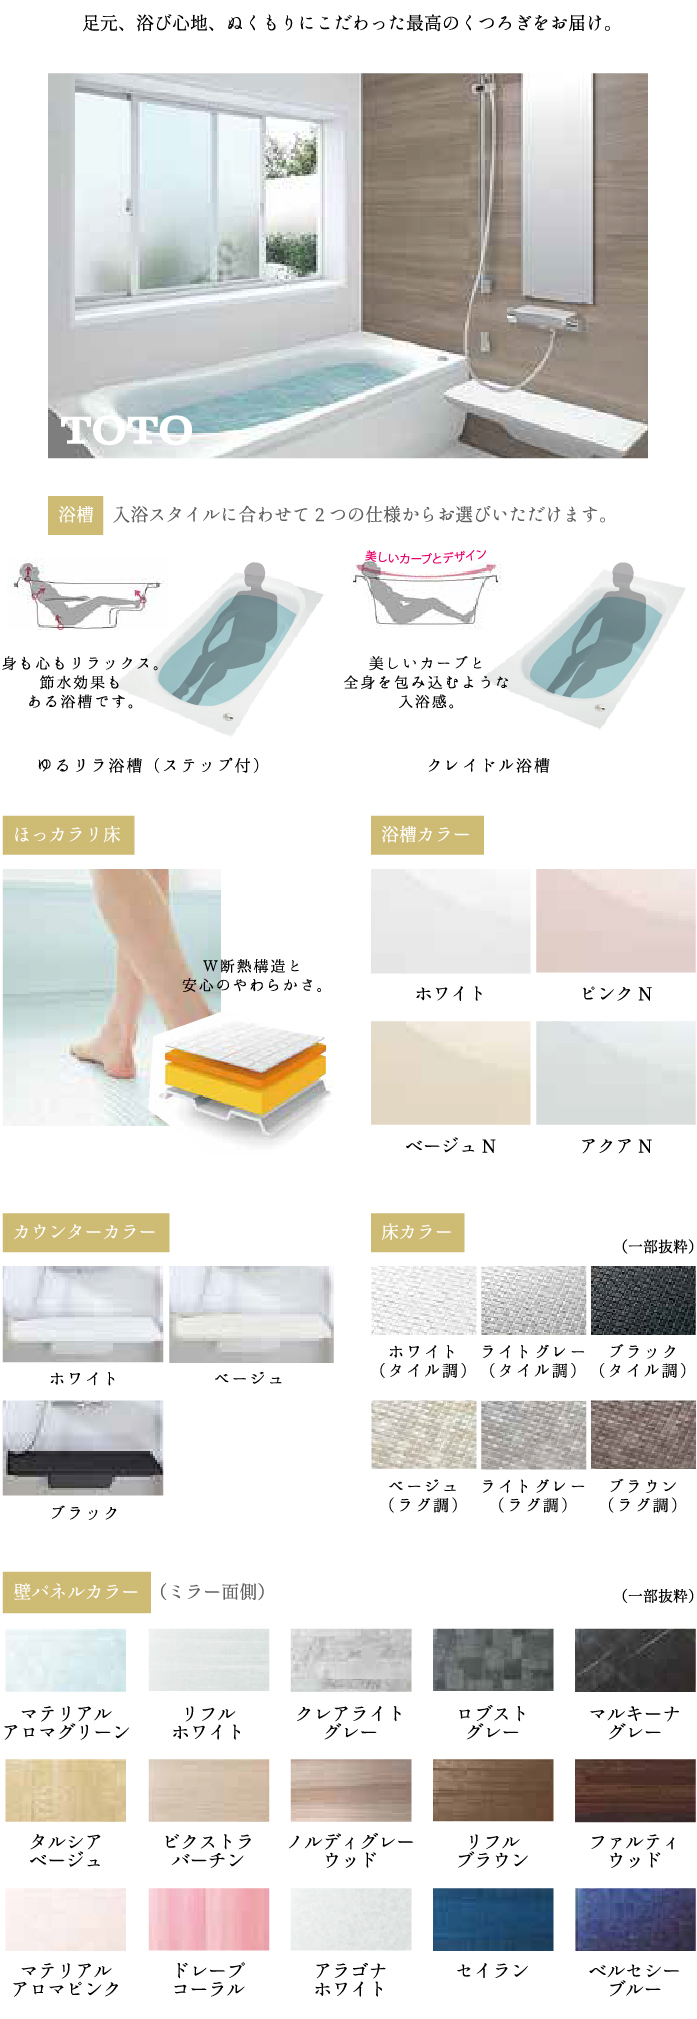 足元、浴び心地、ぬくもりにこだわった最高のくつろぎをお届け。
TOTO
浴槽 入浴スタイルに合わせて2つの仕様からお選びいただけます。
身も心もリラックス。
節水効果も
ある浴槽です。
ゆるリラ浴槽（ステップ付）
美しいカーブとデザイン
美しいカーブと
全身を包み込むような
入浴感。
クレイドル浴槽
ほっカラリ床
W断熱構造と
安心のやわらかさ。
浴槽カラー
ホワイト
ピンクN
ベージュN
アクアN
カウンターカラー
ホワイト
ベージュ
ブラック
床カラー
（一部抜粋）
ホワイト
（タイル調）
ライトグレー
（タイル調）
ブラック
（タイル調）
ベージュ
（ラグ調）
ライトグレー
（ラグ調）
ブラウン
（ラグ調）
壁パネルカラー（ミラー面側）
（一部抜粋）
マテリアル
アロマグリーン
リフル
ホワイト
クレアライト
グレー
ロブスト
グレー
マルキーナ
グレー
タルシア
ベージュ
ビクストラ
バーチン
ノルディグレー
ウッド
リフル
ブラウン
ファルティ
ウッド
マテリアル
アロマピンク
ドレープ
コーラル
アラゴナ
ホワイト
セイラン
ベルセシー
ブルー